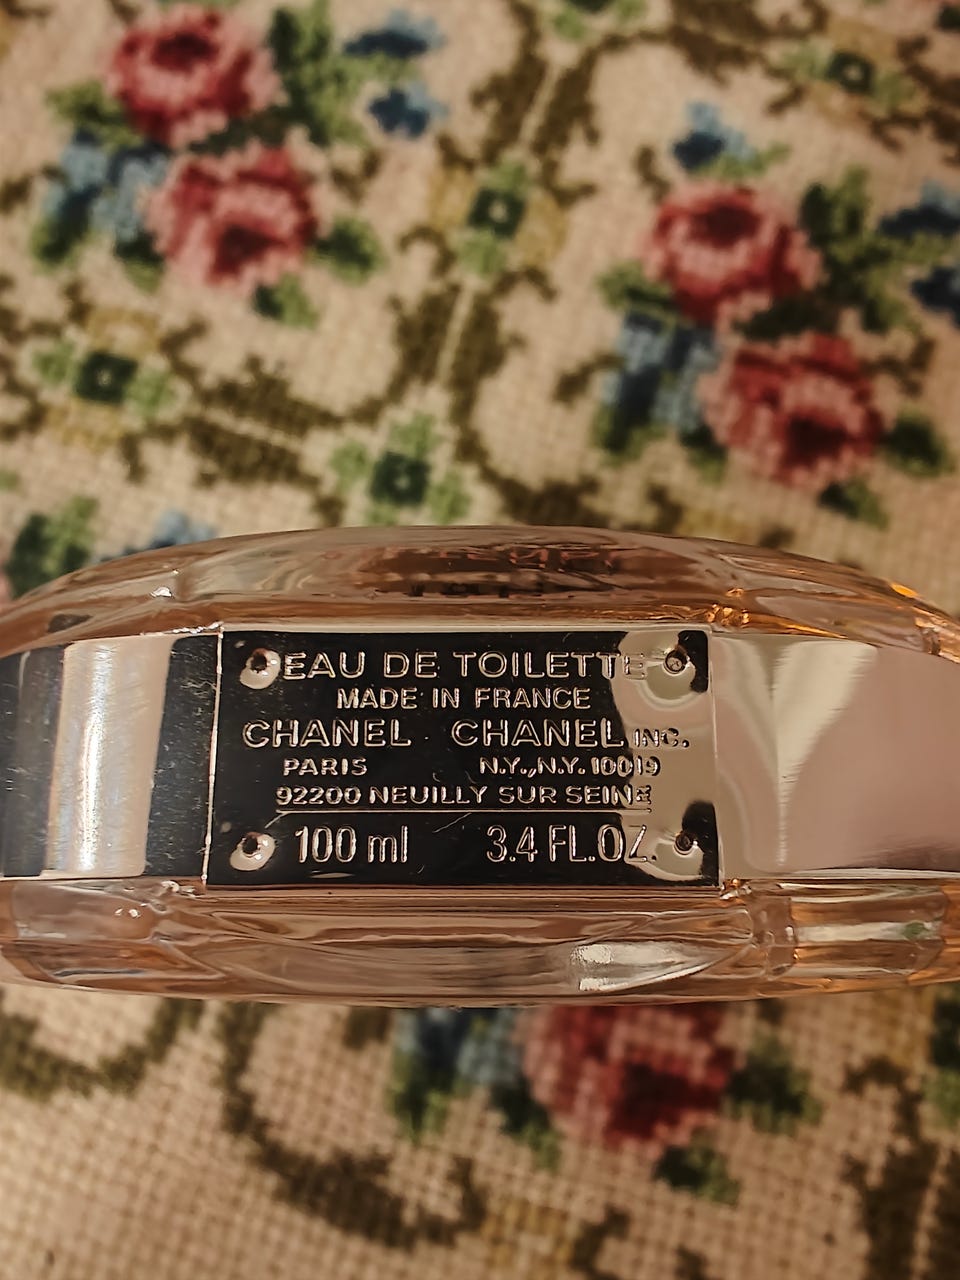 EAU DE TOILETTE
MADE IN FRANCE
CHANEL CHANEL INC.
PARIS N.Y.,N.Y. 10019
92200 NEUILLY SUR SEINE
100 ml 3.4 FL.OZ.